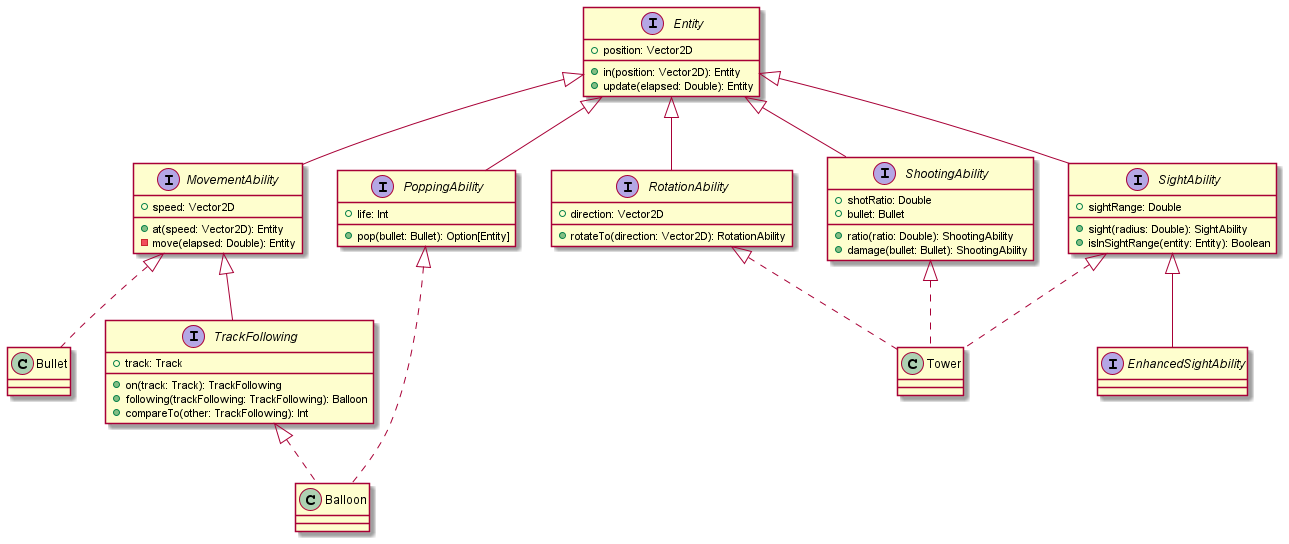 I Entity
position: Vector2D
in(position: Vector2D): Entity
update(elapsed: Double): Entity
I MovementAbility
speed: Vector2D
at(speed: Vector2D): Entity
move(elapsed: Double): Entity
I PoppingAbility
life: Int
pop(bullet: Bullet): Option[Entity]
I RotationAbility
direction: Vector2D
rotateTo(direction: Vector2D): RotationAbility
I ShootingAbility
shotRatio: Double
bullet: Bullet
ratio(ratio: Double): ShootingAbility
damage(bullet: Bullet): ShootingAbility
I SightAbility
sightRange: Double
sight(radius: Double): SightAbility
isInSightRange(entity: Entity): Boolean
C Bullet
I TrackFollowing
track: Track
on(track: Track): TrackFollowing
following(trackFollowing: TrackFollowing): Balloon
compareTo(other: TrackFollowing): Int
C Tower
I EnhancedSightAbility
C Balloon